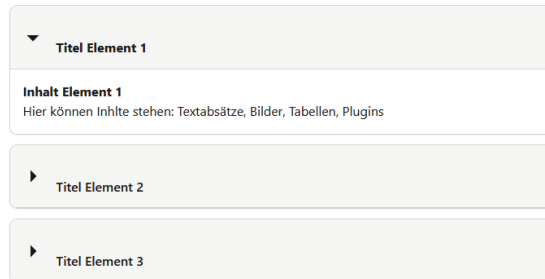 Titel Element 1
Inhalt Element 1
Hier können Inhlte stehen: Textabsätze, Bilder, Tabellen, Plugins
Titel Element 2
Titel Element 3